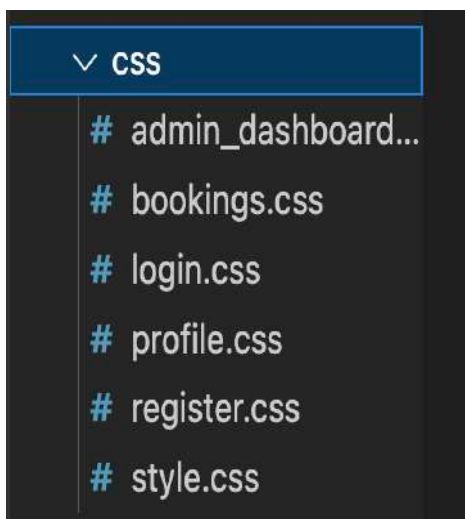 css
# admin_dashboard...
# bookings.css
# login.css
# profile.css
# register.css
# style.css